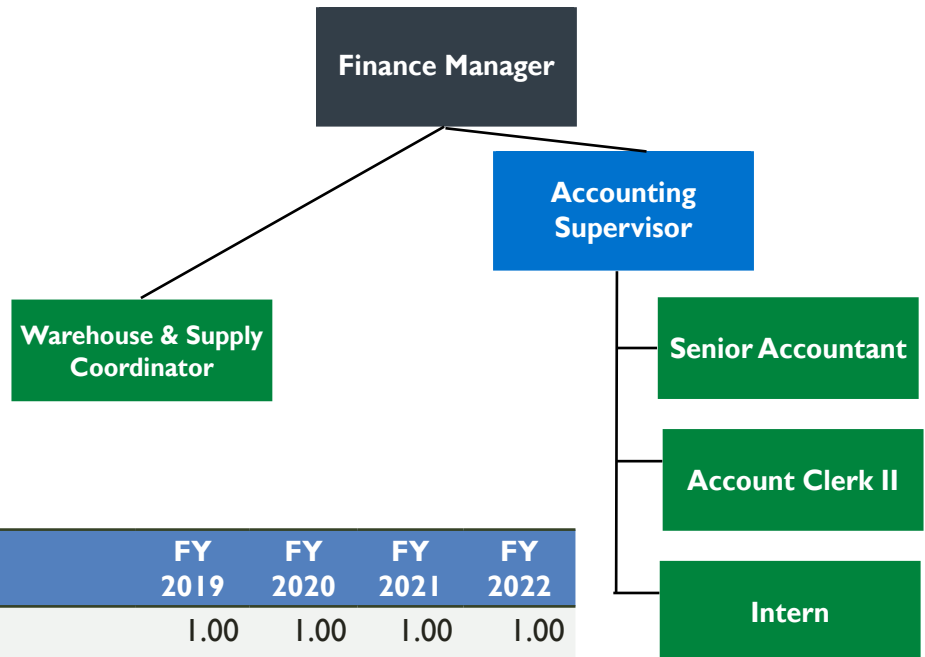 Finance Manager
Accounting
Supervisor
Warehouse & Supply
Coordinator
Senior Accountant
Account Clerk II
Intern
FY FY FY FY
2019 2020 2021 2022
1.00 1.00 1.00 1.00